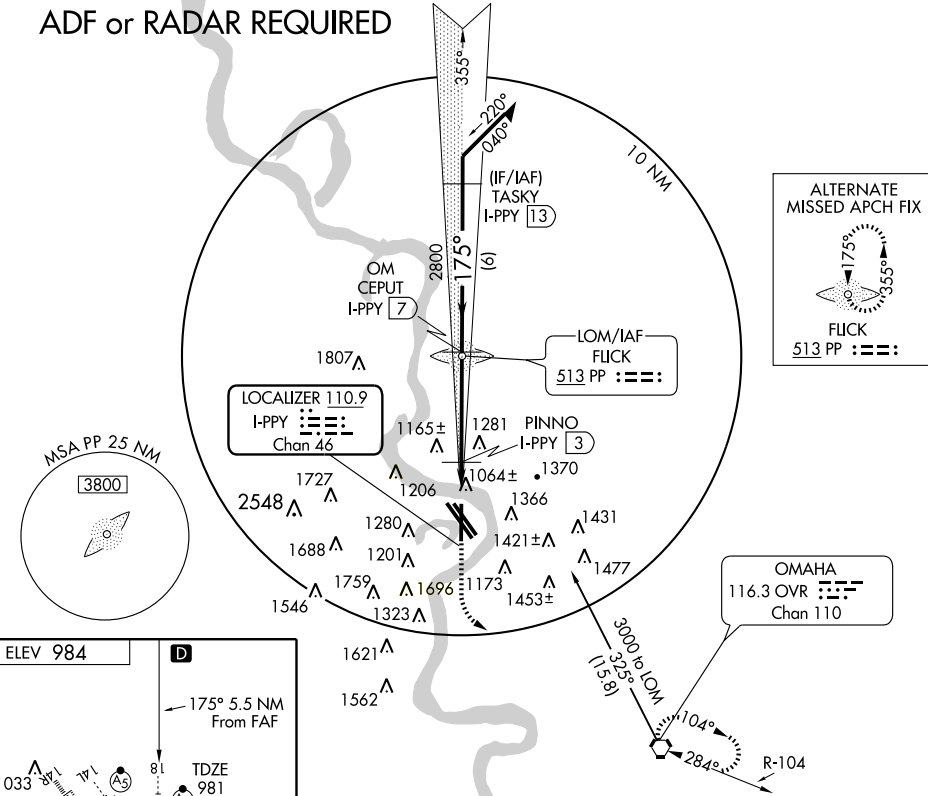 ADF or RADAR REQUIRED
355°
220°
040°
10 NM
(IF/IAF)
TASKY
I-PPY 13
ALTERNATE
MISSED APCH FIX
175°
355°
FLICK
513 PP
2800
175°
(6)
OM
CEPUT
I-PPY 7
LOM/IAF
FLICK
513 PP
1807
LOCALIZER 110.9
I-PPY
Chan 46
1165±
1281
PINNO
I-PPY 3
MSA PP 25 NM
3800
1727
1206
1064±
1370
2548
1366
1280
1431
1421±
1688
1201
1477
1759
1696
1173
1453±
1546
1323
OMAHA
116.3 OVR
Chan 110
1621
1562
3000 to LOM
325°
(15.8)
104°
284°
R-104
ELEV 984
D
175° 5.5 NM
From FAF
033
14R
14L
A5
18
TDZE
981